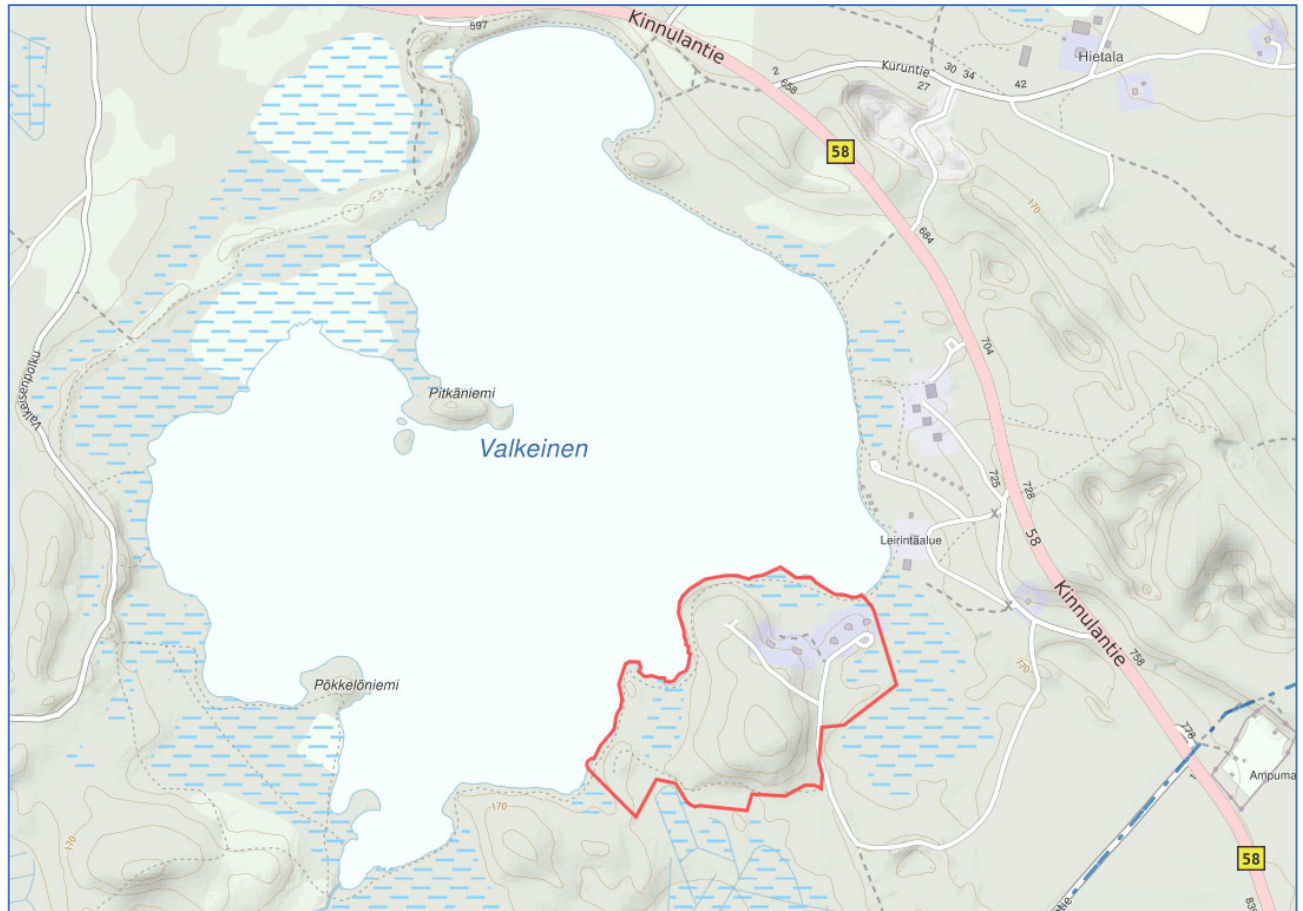 597
Kinnulantie
2
658
Kuruntie
27
30
34
42
Hietala
58
170
684
704
Valkeisenpolku
Pitkäniemi
Valkeinen
725
728
58
Leirintäalue
Kinnulantie
758
170
Pökkelöniemi
778
1
Ampuma
170
170
58